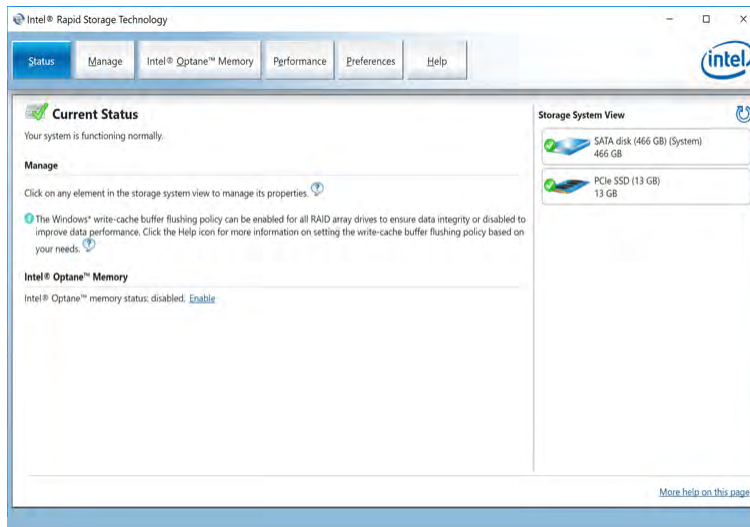 Intel® Rapid Storage Technology
Status
Manage
Intel® Optane™ Memory
Performance
Preferences
Help
intel
Current Status
Your system is functioning normally.
Manage
Click on any element in the storage system view to manage its properties.
The Windows* write-cache buffer flushing policy can be enabled for all RAID array drives to ensure data integrity or disabled to
improve data performance. Click the Help icon for more information on setting the write-cache buffer flushing policy based on
your needs.
Intel® Optane™ Memory
Intel® Optane™ memory status: disabled. Enable
Storage System View
SATA disk (466 GB) (System)
466 GB
PCIe SSD (13 GB)
13 GB
More help on this page